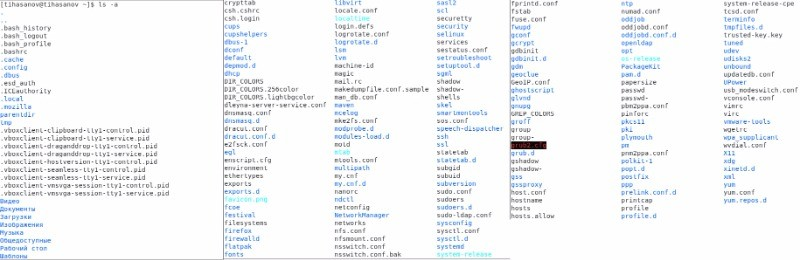 [tihasanov@tihasanov ~]$ ls -a
.
..
.bash_history
.bash_logout
.bash_profile
.bashrc
.cache
.config
.dbus
.esd_auth
.ICEauthority
.local
.mozilla
parentdir
tmp
.vboxclient-clipboard-tty1-control.pid
.vboxclient-clipboard-tty1-service.pid
.vboxclient-draganddrop-tty1-control.pid
.vboxclient-draganddrop-tty1-service.pid
.vboxclient-hostversion-tty1-control.pid
.vboxclient-seamless-tty1-control.pid
.vboxclient-seamless-tty1-service.pid
.vboxclient-vmsvga-session-tty1-control.pid
.vboxclient-vmsvga-session-tty1-service.pid
Видео
Документы
Загрузки
Изображения
Музыка
Общедоступные
Рабочий стол
Шаблоны
crypttab
csh.cshrc
csh.login
cups
cupshelpers
dbus-1
dconf
default
depmod.d
dhcp
DIR_COLORS
DIR_COLORS.256color
DIR_COLORS.lightbgcolor
dleyna-server-service.conf
dnsmasq.conf
dnsmasq.d
dracut.conf
dracut.conf.d
e2fsck.conf
egl
enscript.cfg
environment
ethertypes
exports
exports.d
favicon.png
fcoe
festival
filesystems
firefox
firewalld
flatpak
fonts
libvirt
locale.conf
localtime
login.defs
logrotate.conf
logrotate.d
lsm
lvm
machine-id
magic
mail.rc
makedumpfile.conf.sample
man_db.conf
maven
mcelog
mke2fs.conf
modprobe.d
modules-load.d
motd
mtab
mtools.conf
multipath
my.cnf
my.cnf.d
nanorc
ndctl
netconfig
NetworkManager
networks
nfs.conf
nfsmount.conf
nsswitch.conf
nsswitch.conf.bak
sasl2
scl
securetty
security
selinux
services
sestatus.conf
setroubleshoot
setuptool.d
sgml
shadow
shadow-
shells
skel
smartmontools
sos.conf
speech-dispatcher
ssh
ssl
statetab
statetab.d
subgid
subuid
subversion
sudo.conf
sudoers
sudoers.d
sudo-ldap.conf
sysconfig
sysctl.conf
sysctl.d
systemd
system-release
fprintd.conf
fstab
fuse.conf
fwupd
gconf
gcrypt
gdbinit
gdbinit.d
gdm
geoclue
GeoIP.conf
ghostscript
glvnd
gnupg
GREP_COLORS
groff
group
group-
grub2.cfg
gshadow
gshadow-
gss
gssproxy
host.conf
hostname
hosts
hosts.allow
ntp
numad.conf
oddjob
oddjobd.conf
oddjobd.conf.d
openldap
opt
os-release
PackageKit
pam.d
papersize
passwd
passwd-
pbm2ppa.conf
pinforc
pkcs11
pki
plymouth
pm
pnm2ppa.conf
polkit-1
popt.d
postfix
ppp
prelink.conf.d
printcap
profile
profile.d
system-release-cpe
tcsd.conf
terminfo
tmpfiles.d
trusted-key.key
tuned
udev
udisks2
unbound
updatedb.conf
UPower
usb_modeswitch.conf
vconsole.conf
vimrc
virc
vmware-tools
wgetrc
wpa_supplicant
wvdial.conf
X11
xdg
xinetd.d
xml
yum
yum.conf
yum.repos.d